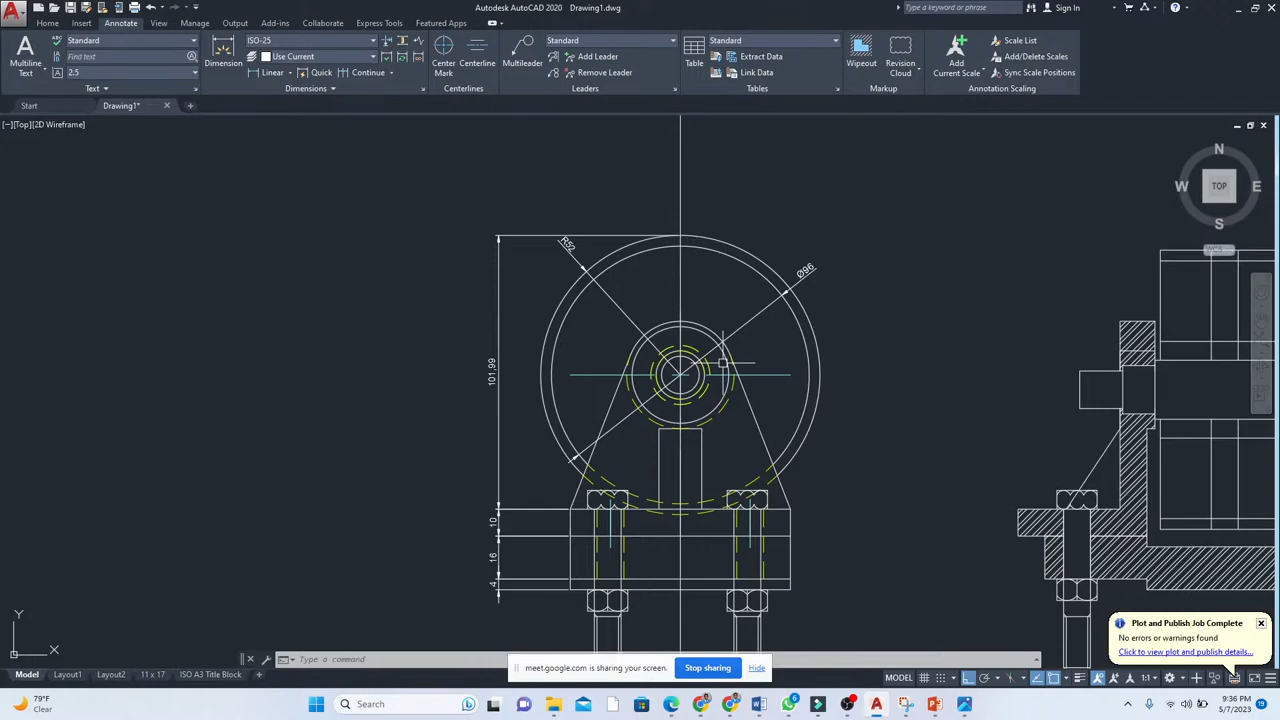 Autodesk AutoCAD 2020 Drawing1.dwg
Type a keyword or phrase
Sign In
Home Insert Annotate View Manage Output Add-ins Collaborate Express Tools Featured Apps
A
Multiline
Text
Standard
Find text
2.5
Text
Dimension
ISO-25
Use Current
Linear Quick Continue
Dimensions
Center
Mark
Centerline
Centerlines
Multileader
Standard
Add Leader
Remove Leader
Leaders
Table
Standard
Extract Data
Link Data
Tables
Wipeout
Revision
Cloud
Markup
Add
Current Scale
Scale List
Add/Delete Scales
Sync Scale Positions
Annotation Scaling
Start Drawing1*
[−][Top][2D Wireframe]
N
W TOP E
S
WCS
R52
Ø96
101,99
10
16
4
Y
X
Plot and Publish Job Complete
No errors or warnings found
Click to view plot and publish details...
Type a command
meet.google.com is sharing your screen. Stop sharing Hide
Model Layout1 Layout2 11 x 17 ISO A3 Title Block
MODEL
1:1
79°F
Clear
Search
6
9:36 PM
5/7/2023
19